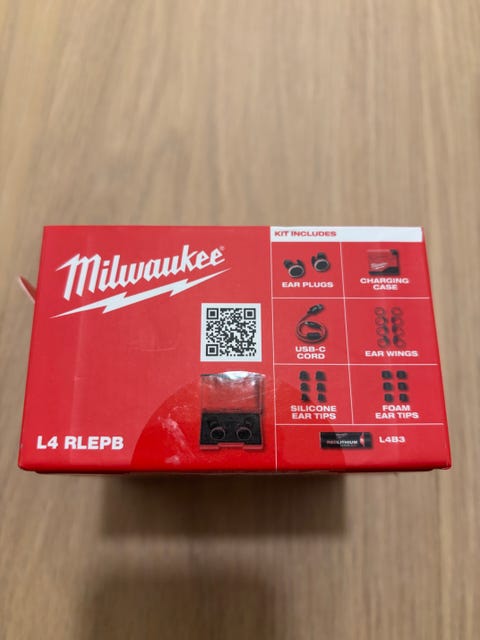 Milwaukee®
L4 RLEPB
KIT INCLUDES
EAR PLUGS
CHARGING
CASE
USB-C
CORD
EAR WINGS
SILICONE
EAR TIPS
FOAM
EAR TIPS
REDLITHIUM
L4B3